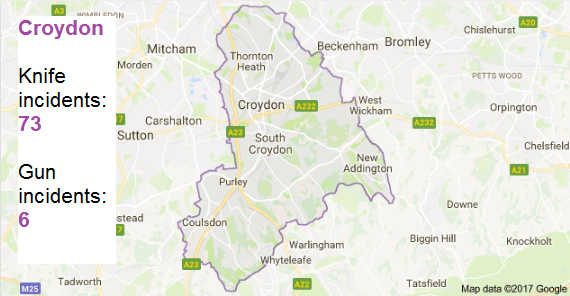 Croydon
Knife
incidents:
73
Gun
incidents:
6
A3
WIMBLEDON
Mitcham
Morden
Carshalton
Sutton
Tadworth
M25
Thornton
Heath
Beckenham
Bromley
Chislehurst
A20
PETTS WOOD
Croydon
A232
West
Wickham
Orpington
A23
A232
South
Croydon
Chelsfield
New
Addington
A21
Purley
Downe
Coulsdon
Biggin Hill
Knockholt
Warlingham
A23
Whyteleafe
A22
Tatsfield
Map data ©2017 Google